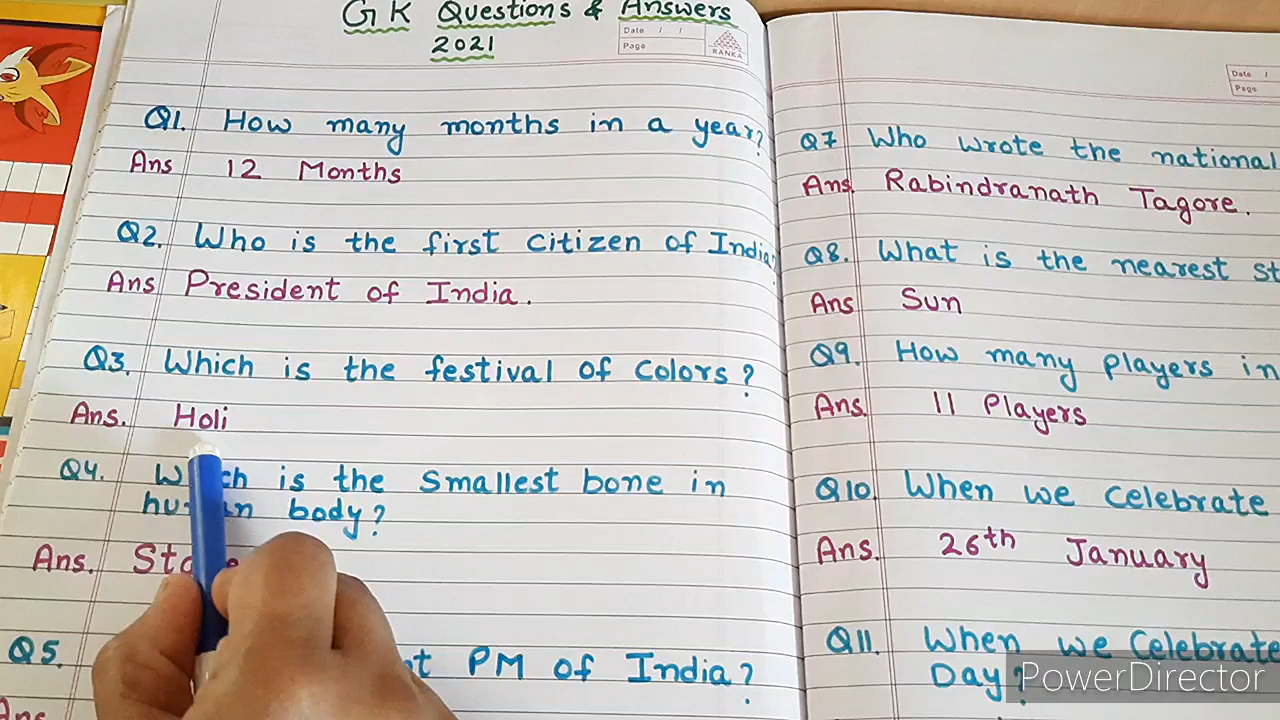 GK Questions & Answers
2021
Date / /
Page
RANKA
Q1. How many months in a year?
Ans 12 Months
Q2. Who is the first citizen of India?
Ans President of India.
Q3. Which is the festival of colors?
Ans. Holi
Q4. Which is the smallest bone in
human body?
Ans.
Q5. PM of India?
Ans
Date /
Page
Q7 Who wrote the national
Ans Rabindranath Tagore.
Q8. What is the nearest
Ans Sun
Q9. How many players in
Ans. 11 Players
Q10. When we celebrate
Ans. 26th January
Q11. When we celebrate
Day?
PowerDirector